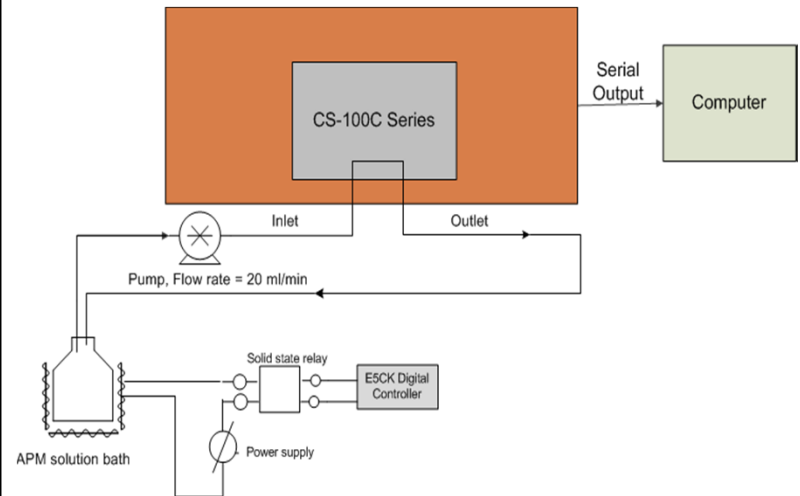 CS-100C Series
Serial
Output
Computer
Inlet
Outlet
Pump, Flow rate = 20 ml/min
Solid state relay
E5CK Digital
Controller
Power supply
APM solution bath